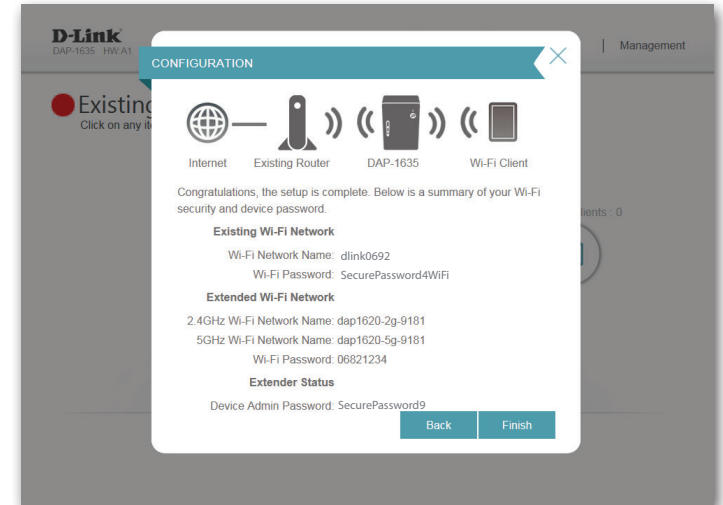 D-Link
DAP-1635 HW:A1
| Management
CONFIGURATION
Existing
Click on any
Internet Existing Router DAP-1635 Wi-Fi Client
Congratulations, the setup is complete. Below is a summary of your Wi-Fi
security and device password.
Existing Wi-Fi Network
Wi-Fi Network Name: dlink0692
Wi-Fi Password: SecurePassword4WiFi
Extended Wi-Fi Network
2.4GHz Wi-Fi Network Name: dap1620-2g-9181
5GHz Wi-Fi Network Name: dap1620-5g-9181
Wi-Fi Password: 06821234
Extender Status
Device Admin Password: SecurePassword9
Back Finish
lients : 0